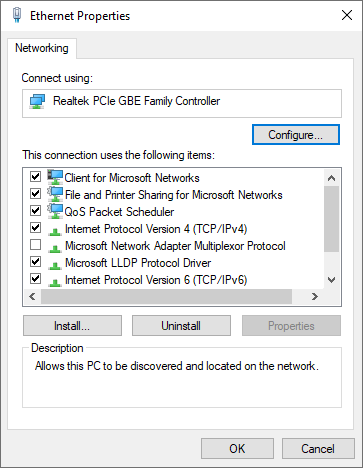 Ethernet Properties
Networking
Connect using:
Realtek PCIe GBE Family Controller
Configure...
This connection uses the following items:
Client for Microsoft Networks
File and Printer Sharing for Microsoft Networks
QoS Packet Scheduler
Internet Protocol Version 4 (TCP/IPv4)
Microsoft Network Adapter Multiplexor Protocol
Microsoft LLDP Protocol Driver
Internet Protocol Version 6 (TCP/IPv6)
Install...
Uninstall
Properties
Description
Allows this PC to be discovered and located on the network.
OK
Cancel